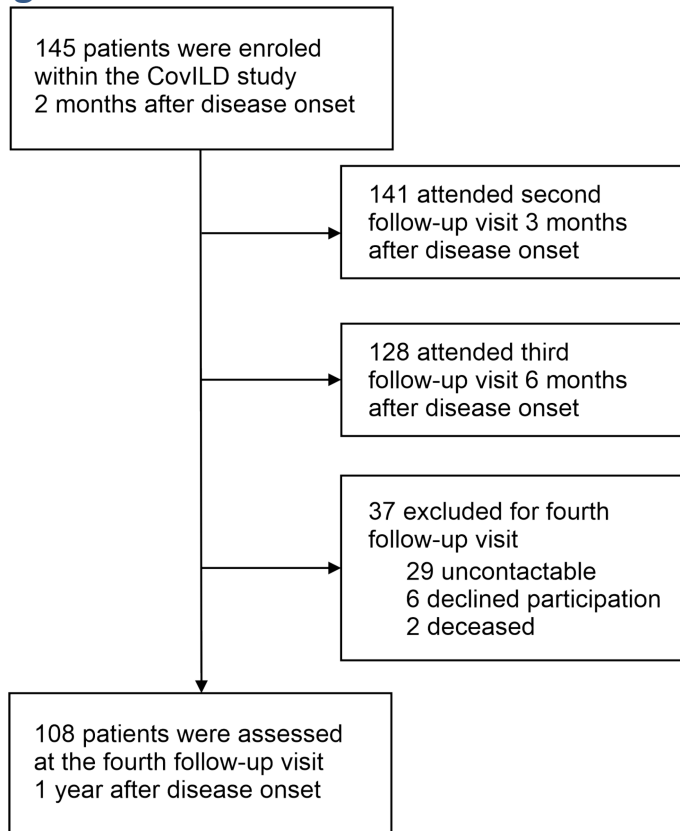 145 patients were enroled
within the CovILD study
2 months after disease onset
141 attended second
follow-up visit 3 months
after disease onset
128 attended third
follow-up visit 6 months
after disease onset
37 excluded for fourth
follow-up visit
29 uncontactable
6 declined participation
2 deceased
108 patients were assessed
at the fourth follow-up visit
1 year after disease onset